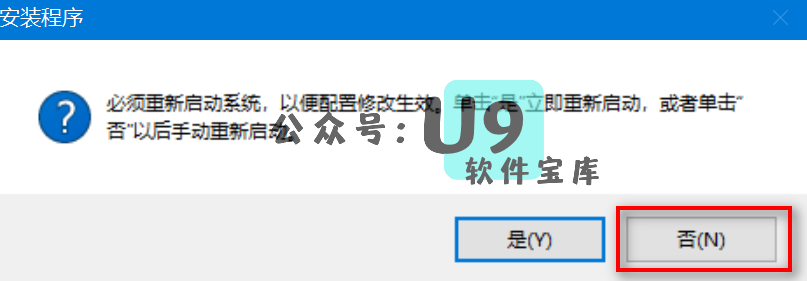 安装程序
必须重新启动系统，以便配置修改生效。单击"是"立即重新启动，或者单击"
否"以后手动重新启动。
公众号：U9
软件宝库
是(Y)
否(N)